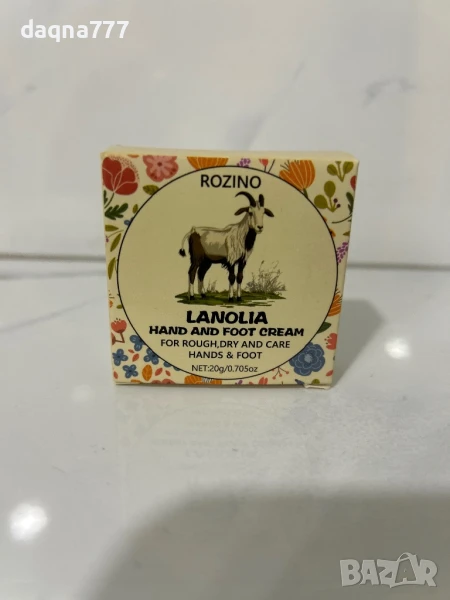 daqna777
ROZINO
LANOLIA
HAND AND FOOT CREAM
FOR ROUGH,DRY AND CARE
HANDS & FOOT
NET:20g/0.705oz
BAZAR